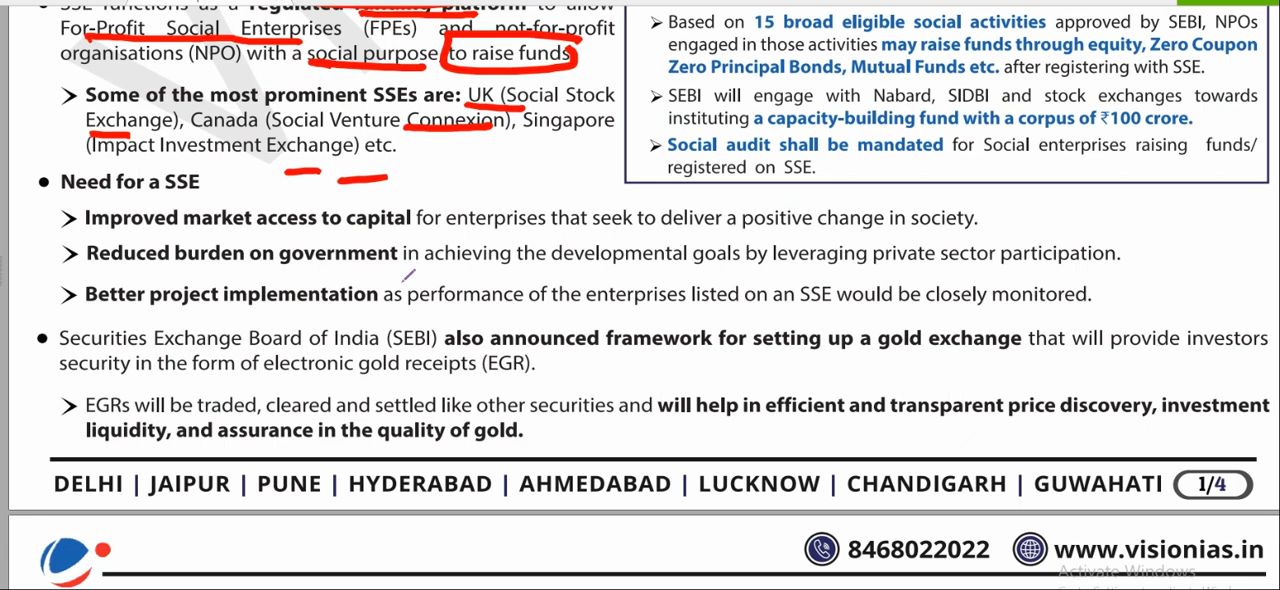 SSE functions as a regulated funding platform to allow
For-Profit Social Enterprises (FPEs) and not-for-profit
organisations (NPO) with a social purpose to raise funds
➤ Some of the most prominent SSEs are: UK (Social Stock
Exchange), Canada (Social Venture Connexion), Singapore
(Impact Investment Exchange) etc.
➤ Based on 15 broad eligible social activities approved by SEBI, NPOs
engaged in those activities may raise funds through equity, Zero Coupon
Zero Principal Bonds, Mutual Funds etc. after registering with SSE.
➤ SEBI will engage with Nabard, SIDBI and stock exchanges towards
instituting a capacity-building fund with a corpus of ₹100 crore.
➤ Social audit shall be mandated for Social enterprises raising funds/
registered on SSE.
• Need for a SSE
➤ Improved market access to capital for enterprises that seek to deliver a positive change in society.
➤ Reduced burden on government in achieving the developmental goals by leveraging private sector participation.
➤ Better project implementation as performance of the enterprises listed on an SSE would be closely monitored.
• Securities Exchange Board of India (SEBI) also announced framework for setting up a gold exchange that will provide investors
security in the form of electronic gold receipts (EGR).
➤ EGRs will be traded, cleared and settled like other securities and will help in efficient and transparent price discovery, investment
liquidity, and assurance in the quality of gold.
DELHI | JAIPUR | PUNE | HYDERABAD | AHMEDABAD | LUCKNOW | CHANDIGARH | GUWAHATI 1/4
8468022022 www.visionias.in
Activate Windows